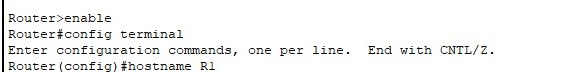 Router>enable
Router#config terminal
Enter configuration commands, one per line.  End with CNTL/Z.
Router(config)#hostname R1